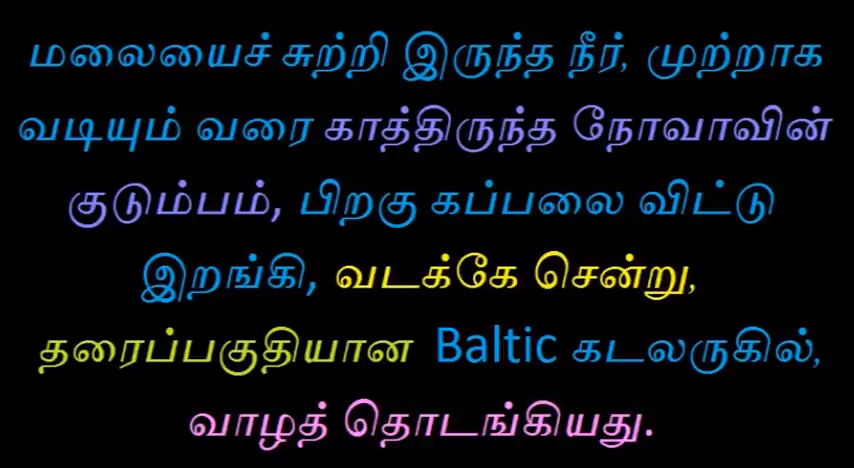 மலையைச் சுற்றி இருந்த நீர், முற்றாக
வடியும் வரை காத்திருந்த நோவாவின்
குடும்பம், பிறகு கப்பலை விட்டு
இறங்கி, வடக்கே சென்று,
தரைப்பகுதியான Baltic கடலருகில்,
வாழத் தொடங்கியது.